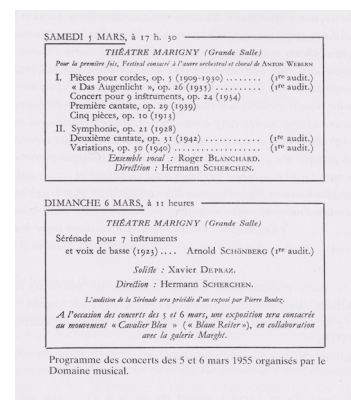 SAMEDI 5 MARS, à 17 h. 30
THÉATRE MARIGNY (Grande Salle)
Pour la première fois, Festival consacré à l'œuvre orchestral et choral de ANTON WEBERN
I. Pièces pour cordes, op. 5 (1909-1930) ........ (1re audit.)
« Das Augenlicht », op. 26 (1935) ........... (1re audit.)
Concert pour 9 instruments, op. 24 (1934)
Première cantate, op. 29 (1939)
Cinq pièces, op. 10 (1913)
II. Symphonie, op. 21 (1928)
Deuxième cantate, op. 31 (1942) ............ (1re audit.)
Variations, op. 30 (1940) ................... (1re audit.)
Ensemble vocal : Roger BLANCHARD.
Direction : Hermann SCHERCHEN.
DIMANCHE 6 MARS, à 11 heures
THÉATRE MARIGNY (Grande Salle)
Sérénade pour 7 instruments
et voix de basse (1923) .... Arnold SCHÖNBERG (1re audit.)
Soliste : Xavier DEPRAZ.
Direction : Hermann SCHERCHEN.
L'audition de la Sérénade sera précédée d'un exposé par Pierre Boulez.
A l'occasion des concerts des 5 et 6 mars, une exposition sera consacrée
au mouvement « Cavalier Bleu » (« Blaue Reiter »), en collaboration
avec la galerie Maeght.
Programme des concerts des 5 et 6 mars 1955 organisés par le
Domaine musical.